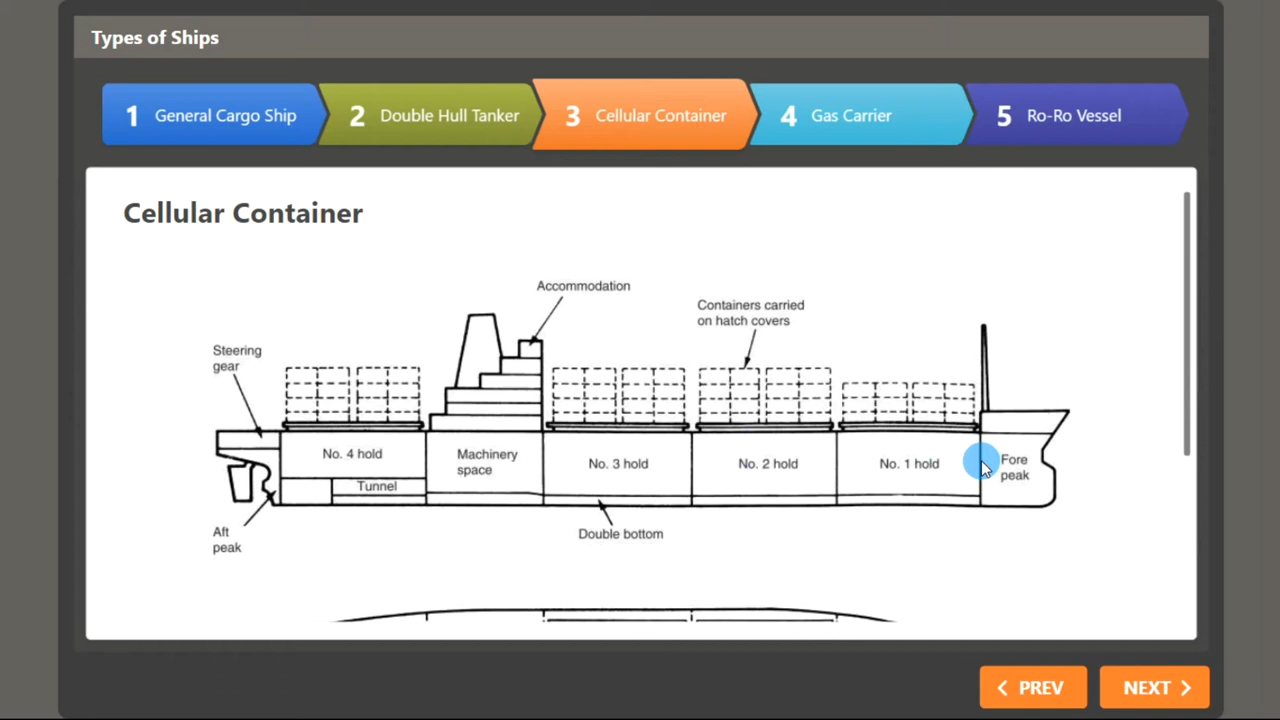 Types of Ships
1 General Cargo Ship
2 Double Hull Tanker
3 Cellular Container
4 Gas Carrier
5 Ro-Ro Vessel
Cellular Container
Accommodation
Containers carried
on hatch covers
Steering
gear
No. 4 hold
Machinery
space
No. 3 hold
No. 2 hold
No. 1 hold
Fore
peak
Tunnel
Aft
peak
Double bottom
PREV
NEXT